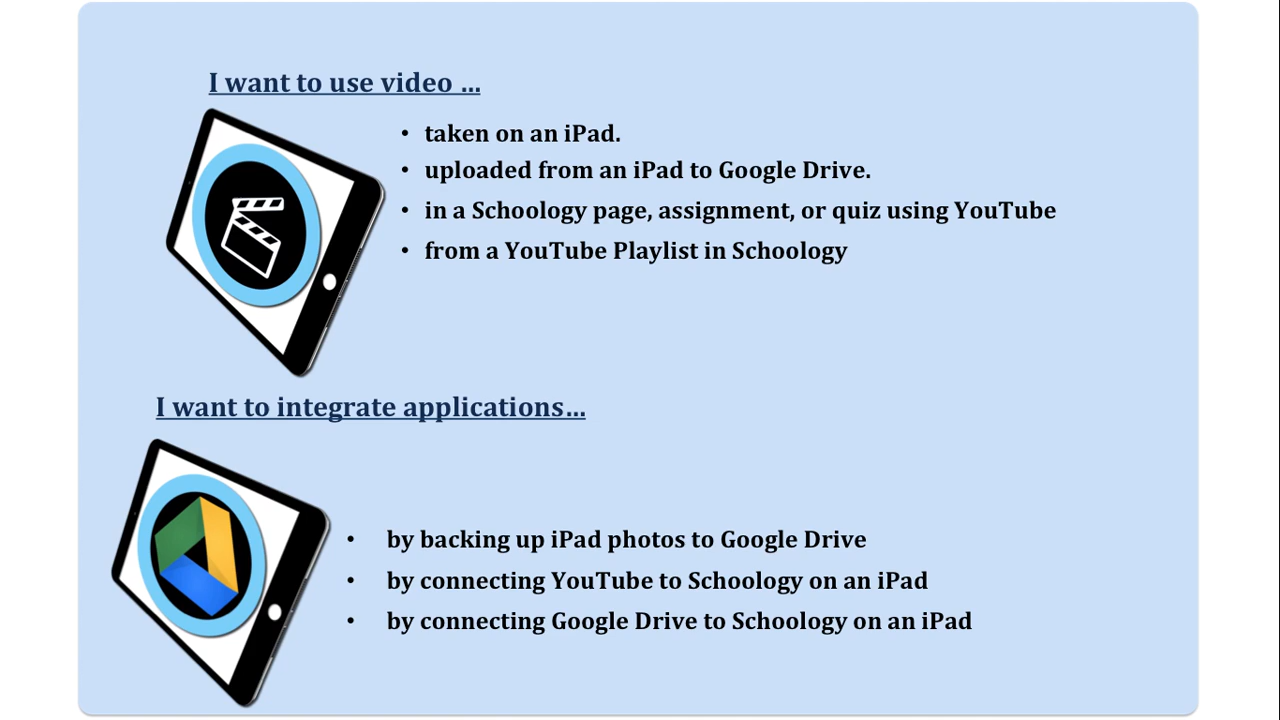 I want to use video ...
• taken on an iPad.
• uploaded from an iPad to Google Drive.
• in a Schoology page, assignment, or quiz using YouTube
• from a YouTube Playlist in Schoology
I want to integrate applications...
• by backing up iPad photos to Google Drive
• by connecting YouTube to Schoology on an iPad
• by connecting Google Drive to Schoology on an iPad